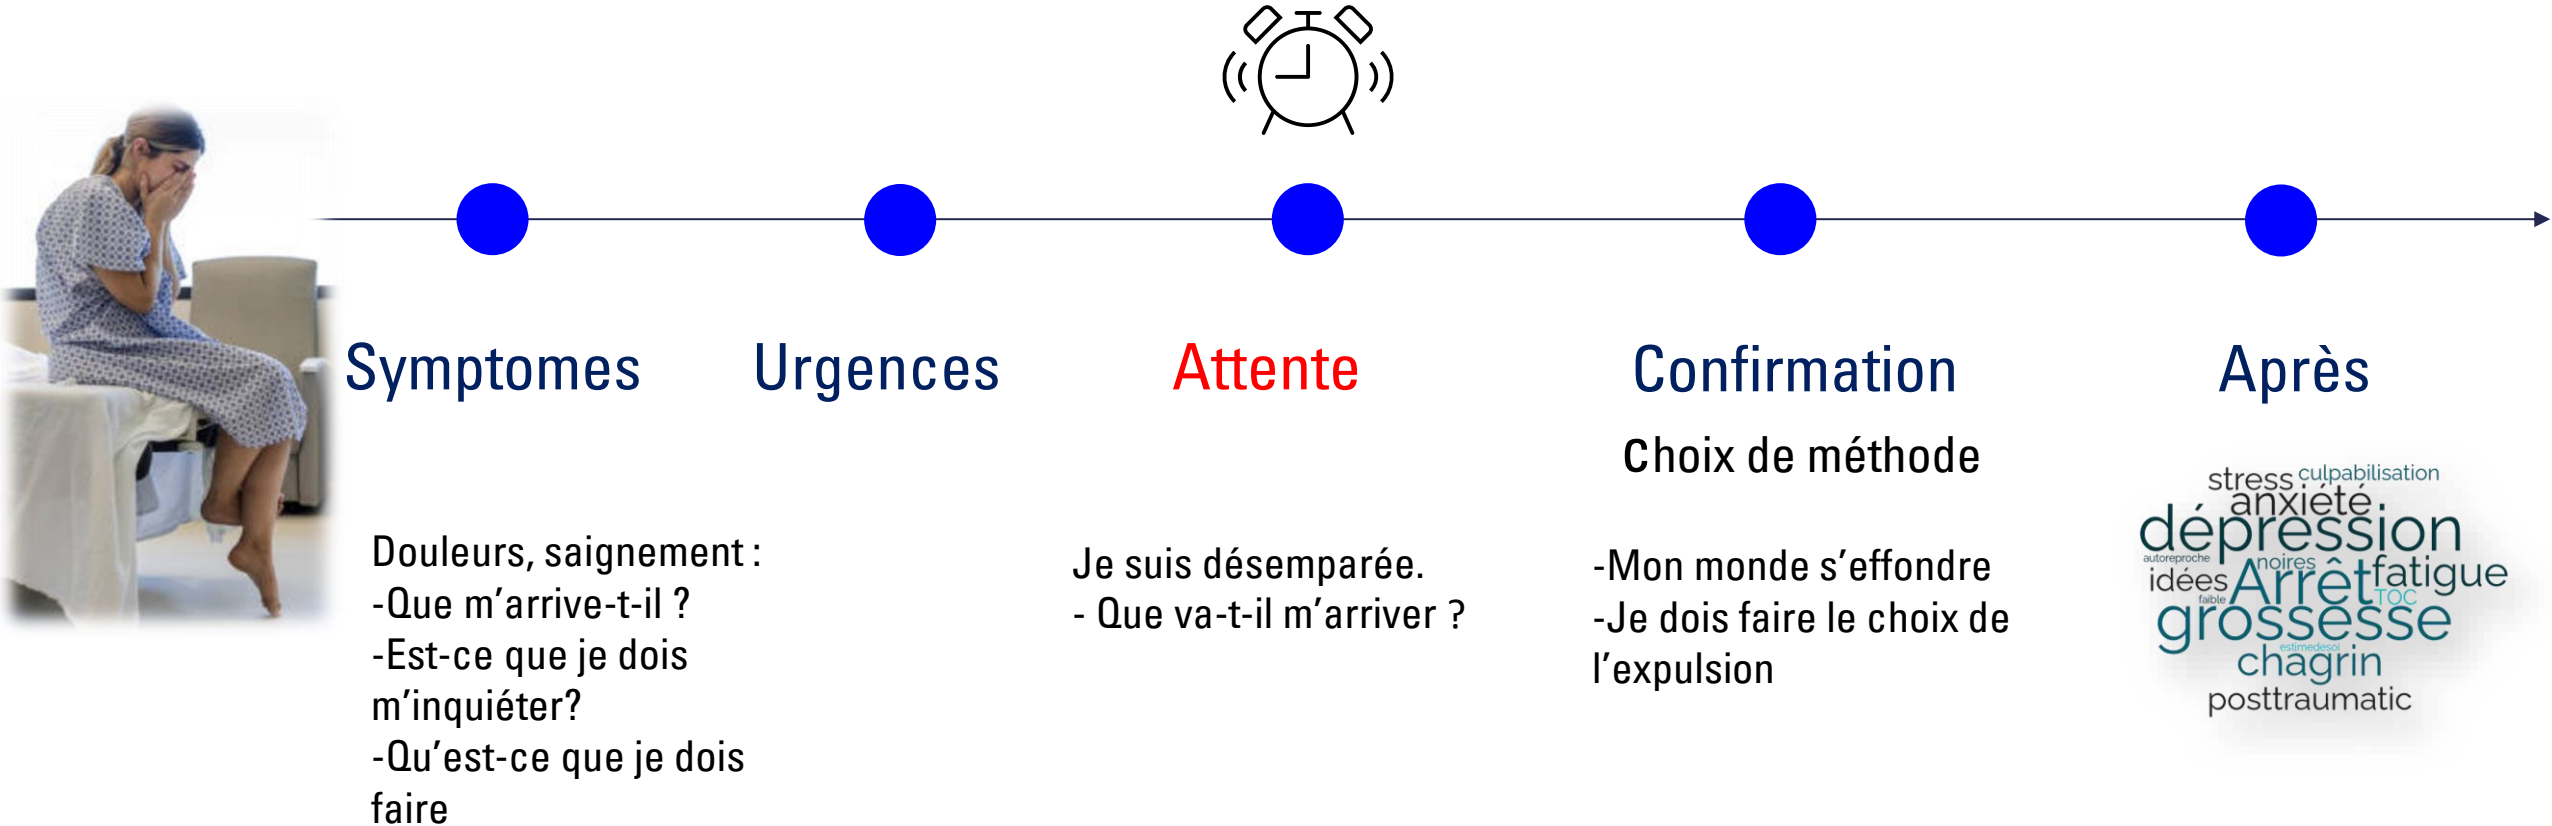 Symptomes
Urgences
Attente
Confirmation
Après
Choix de méthode
Douleurs, saignement :
-Que m'arrive-t-il ?
-Est-ce que je dois
m'inquiéter?
-Qu'est-ce que je dois
faire
Je suis désemparée.
- Que va-t-il m'arriver ?
-Mon monde s'effondre
-Je dois faire le choix de
l'expulsion
stress culpabilisation
anxiété
dépression
autoreproche noires
idées Arrêt fatigue
faible TOC
grossesse
estimedesoi
chagrin
posttraumatic